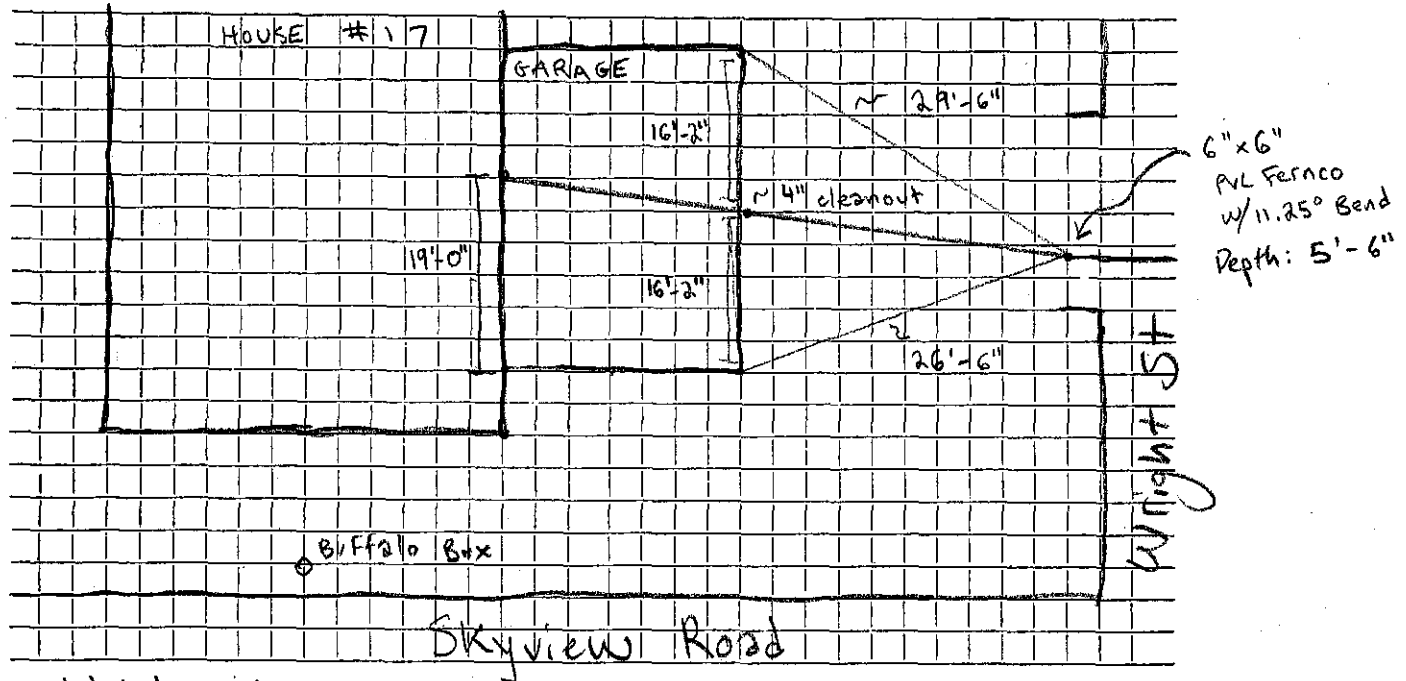 HOUSE #17
GARAGE
~ 29'-6"
16'-2"
6"x6"
PVC Fernco
w/ 11.25° Bend
Depth: 5'-6"
~ 4" cleanout
19'-0"
16'-2"
26'-6"
Wright St
Buffalo Box
Skyview Road